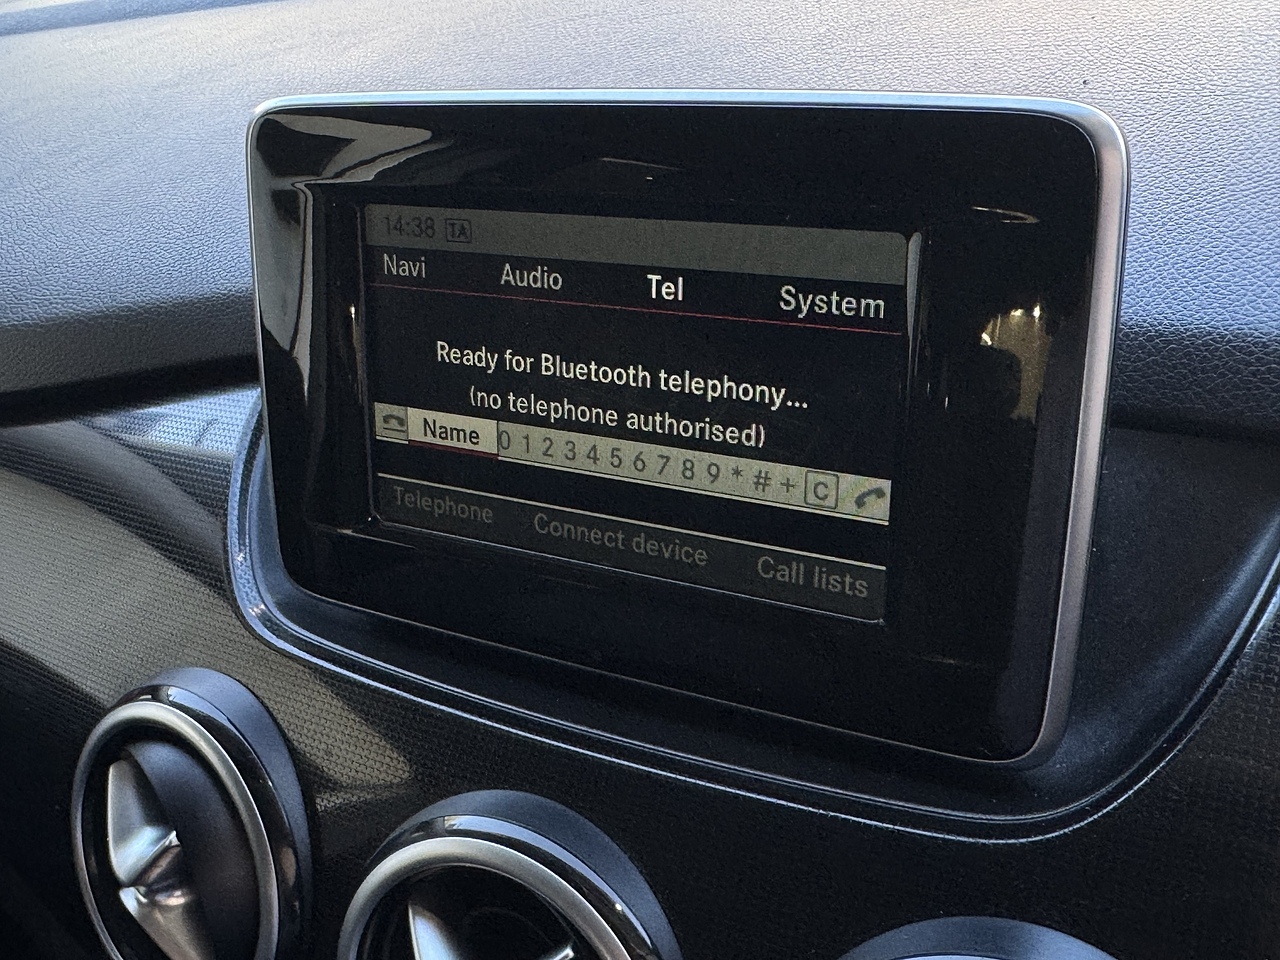 14:38 TA
Navi Audio Tel System
Ready for Bluetooth telephony...
(no telephone authorised)
Name 0 1 2 3 4 5 6 7 8 9 * # + C
Telephone Connect device Call lists